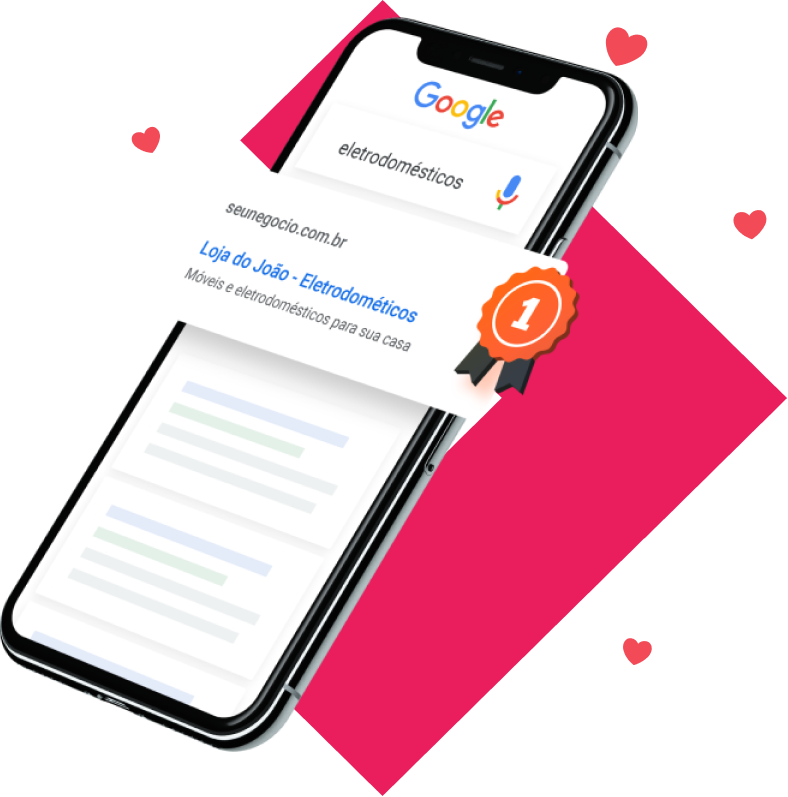 Google
eletrodomésticos
seunegocio.com.br
Loja do João - Eletrodométicos
Móveis e eletrodomésticos para sua casa
1